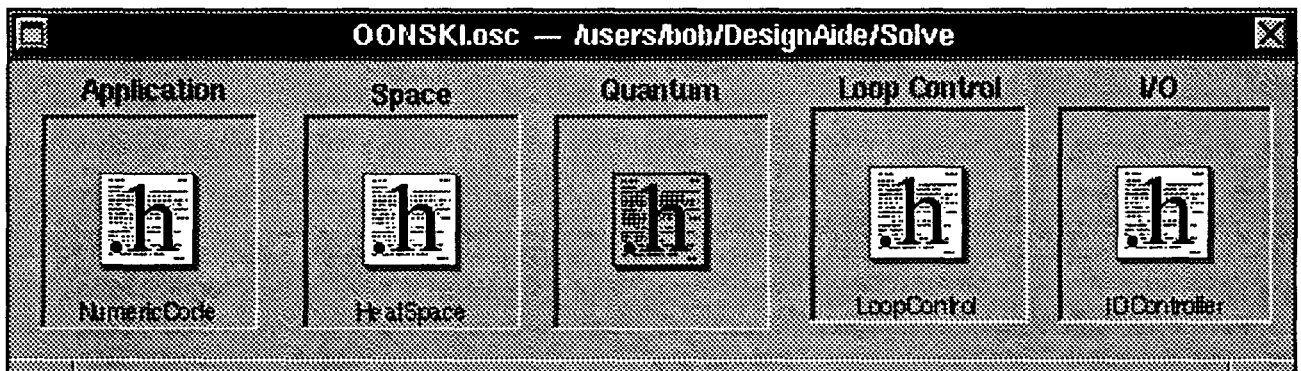 OONSKI.osc — /users/bob/DesignAide/Solve
Application Space Quantum Loop Control I/O
.h .h .h .h .h
NumericCode HeatSpace LoopControl IOController